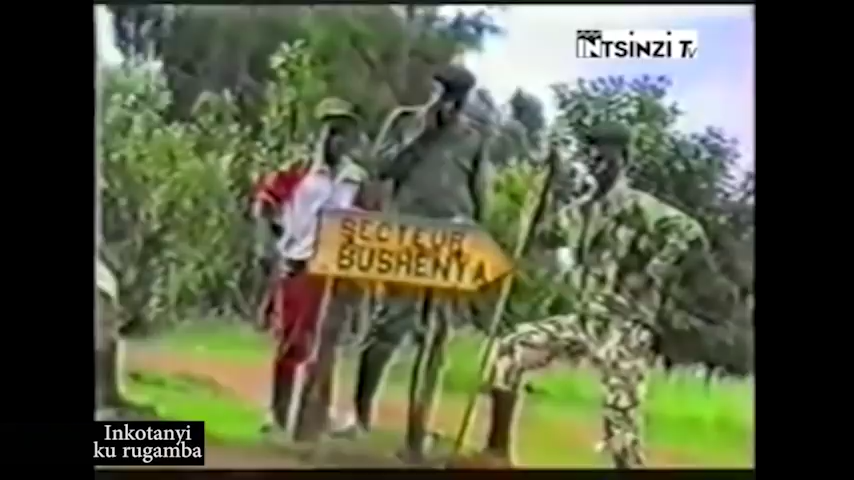 INTSINZI TV
SECTEUR
BUSHENYA
Inkotanyi
ku rugamba